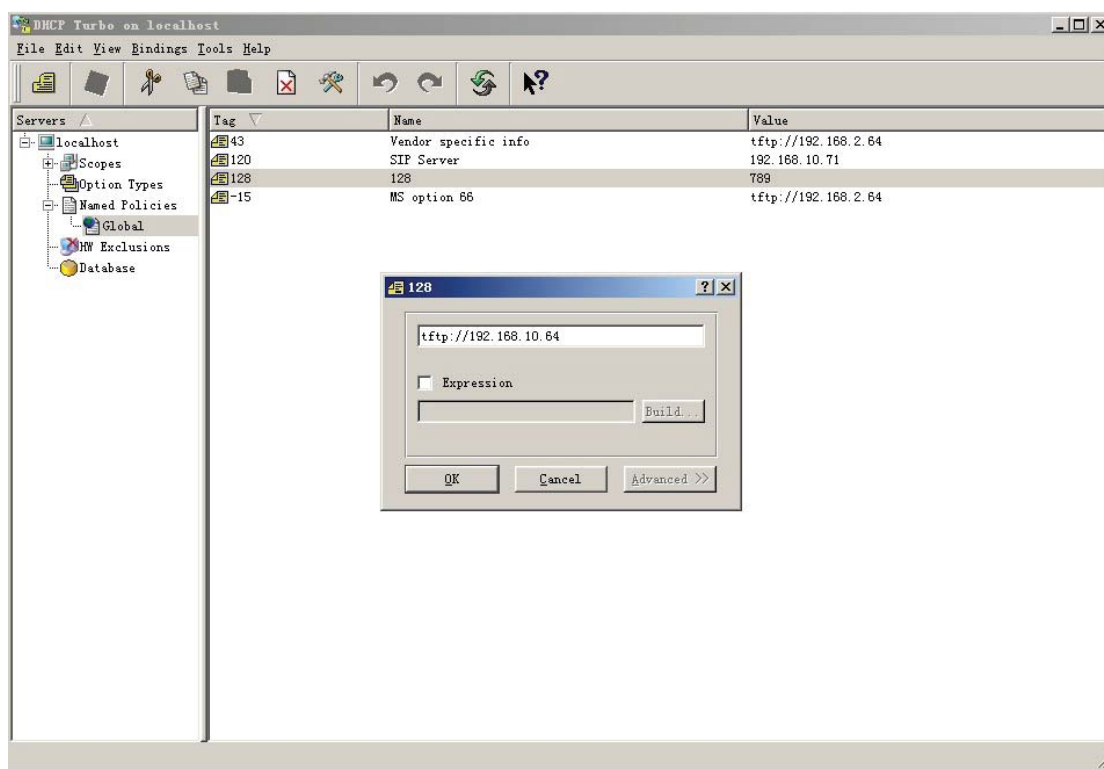 DHCP Turbo on localhost
File Edit View Bindings Tools Help
Servers Tag Name Value
localhost
Scopes
Option Types
Named Policies
Global
HW Exclusions
Database
43 Vendor specific info tftp://192.168.2.64
120 SIP Server 192.168.10.71
128 128 789
-15 MS option 66 tftp://192.168.2.64
128
tftp://192.168.10.64
Expression
Build...
OK Cancel Advanced >>